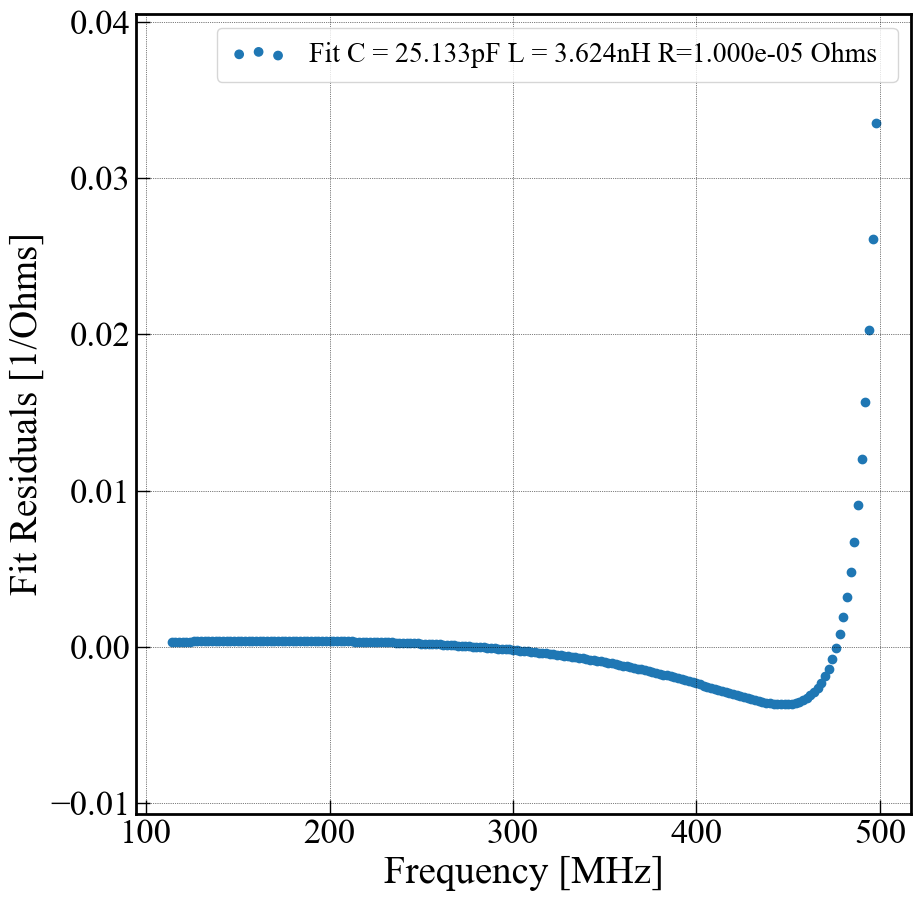 0.04
Fit C = 25.133pF L = 3.624nH R=1.000e-05 Ohms
0.03
0.02
0.01
0.00
−0.01
Fit Residuals [1/Ohms]
100 200 300 400 500
Frequency [MHz]